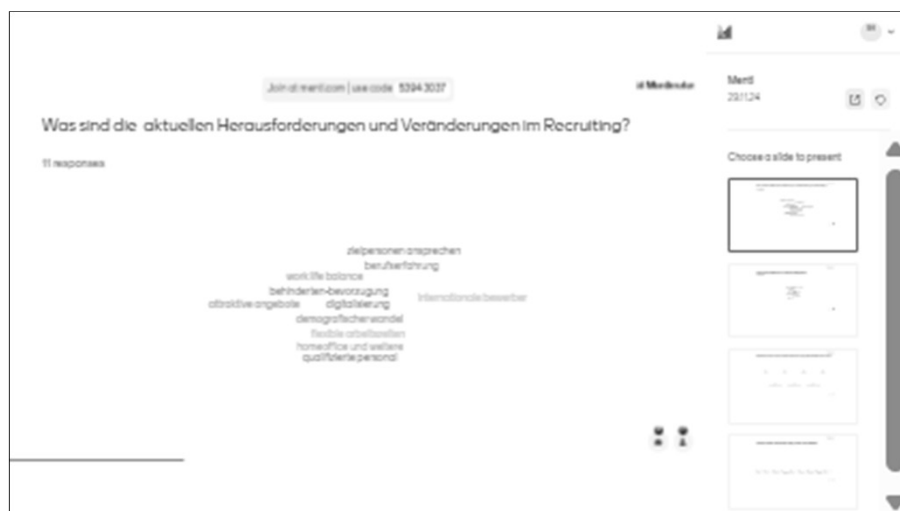 Join at menti.com | use code 5394 3037
Mentimeter
Was sind die aktuellen Herausforderungen und Veränderungen im Recruiting?
11 responses
zielpersonen ansprechen
berufserfahrung
work life balance
behinderten-bevorzugung
attraktive angebote digitalisierung internationale bewerber
demografischer wandel
flexible arbeitszeiten
homeoffice und weitere
qualifizierte personal
Menti
29.11.24
Choose a slide to present